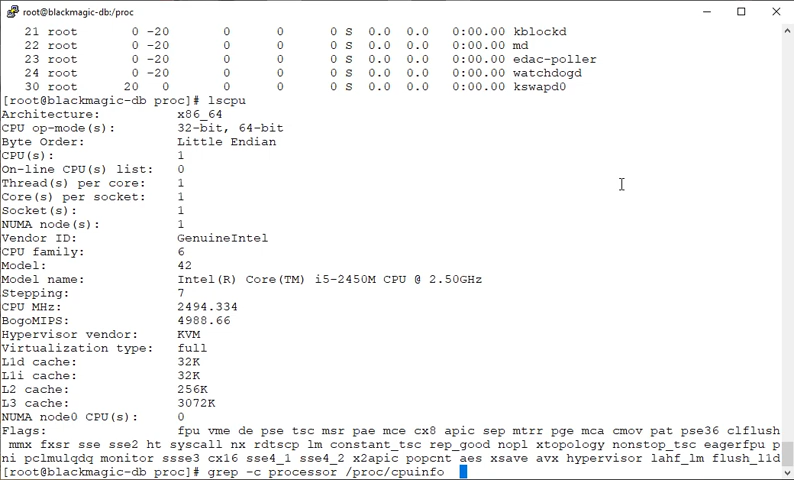 root@blackmagic-db:/proc
21 root 0 -20 0 0 0 S 0.0 0.0 0:00.00 kblockd
22 root 0 -20 0 0 0 S 0.0 0.0 0:00.00 md
23 root 0 -20 0 0 0 S 0.0 0.0 0:00.00 edac-poller
24 root 0 -20 0 0 0 S 0.0 0.0 0:00.00 watchdogd
30 root 20 0 0 0 0 S 0.0 0.0 0:00.00 kswapd0
[root@blackmagic-db proc]# lscpu
Architecture: x86_64
CPU op-mode(s): 32-bit, 64-bit
Byte Order: Little Endian
CPU(s): 1
On-line CPU(s) list: 0
Thread(s) per core: 1
Core(s) per socket: 1
Socket(s): 1
NUMA node(s): 1
Vendor ID: GenuineIntel
CPU family: 6
Model: 42
Model name: Intel(R) Core(TM) i5-2450M CPU @ 2.50GHz
Stepping: 7
CPU MHz: 2494.334
BogoMIPS: 4988.66
Hypervisor vendor: KVM
Virtualization type: full
L1d cache: 32K
L1i cache: 32K
L2 cache: 256K
L3 cache: 3072K
NUMA node0 CPU(s): 0
Flags: fpu vme de pse tsc msr pae mce cx8 apic sep mtrr pge mca cmov pat pse36 clflush
mmx fxsr sse sse2 ht syscall nx rdtscp lm constant_tsc rep_good nopl xtopology nonstop_tsc eagerfpu p
ni pclmulqdq monitor ssse3 cx16 sse4_1 sse4_2 x2apic popcnt aes xsave avx hypervisor lahf_lm flush_l1d
[root@blackmagic-db proc]# grep -c processor /proc/cpuinfo